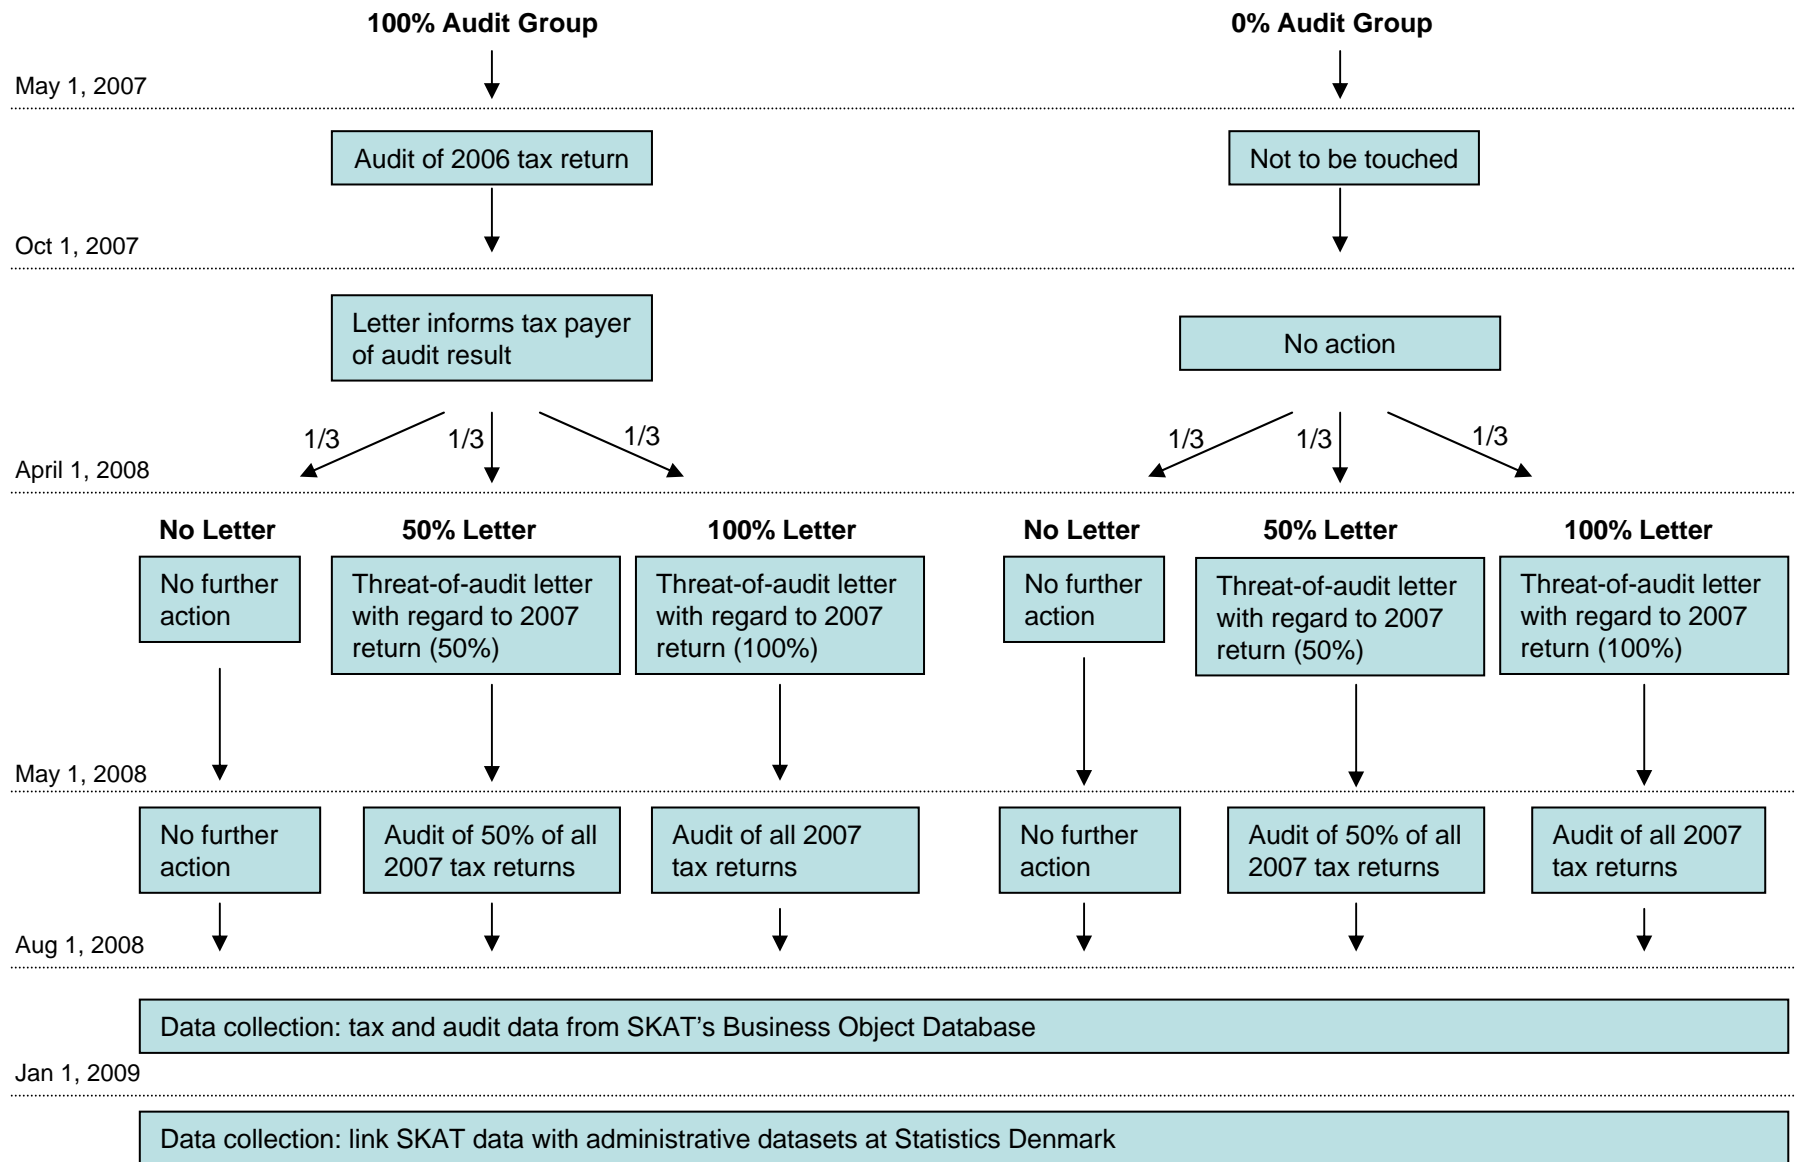 100% Audit Group
0% Audit Group
May 1, 2007
Audit of 2006 tax return
Not to be touched
Oct 1, 2007
Letter informs tax payer
of audit result
No action
1/3
1/3
1/3
1/3
1/3
1/3
April 1, 2008
No Letter
50% Letter
100% Letter
No Letter
50% Letter
100% Letter
No further
action
Threat-of-audit letter
with regard to 2007
return (50%)
Threat-of-audit letter
with regard to 2007
return (100%)
No further
action
Threat-of-audit letter
with regard to 2007
return (50%)
Threat-of-audit letter
with regard to 2007
return (100%)
May 1, 2008
No further
action
Audit of 50% of all
2007 tax returns
Audit of all 2007
tax returns
No further
action
Audit of 50% of all
2007 tax returns
Audit of all 2007
tax returns
Aug 1, 2008
Data collection: tax and audit data from SKAT’s Business Object Database
Jan 1, 2009
Data collection: link SKAT data with administrative datasets at Statistics Denmark